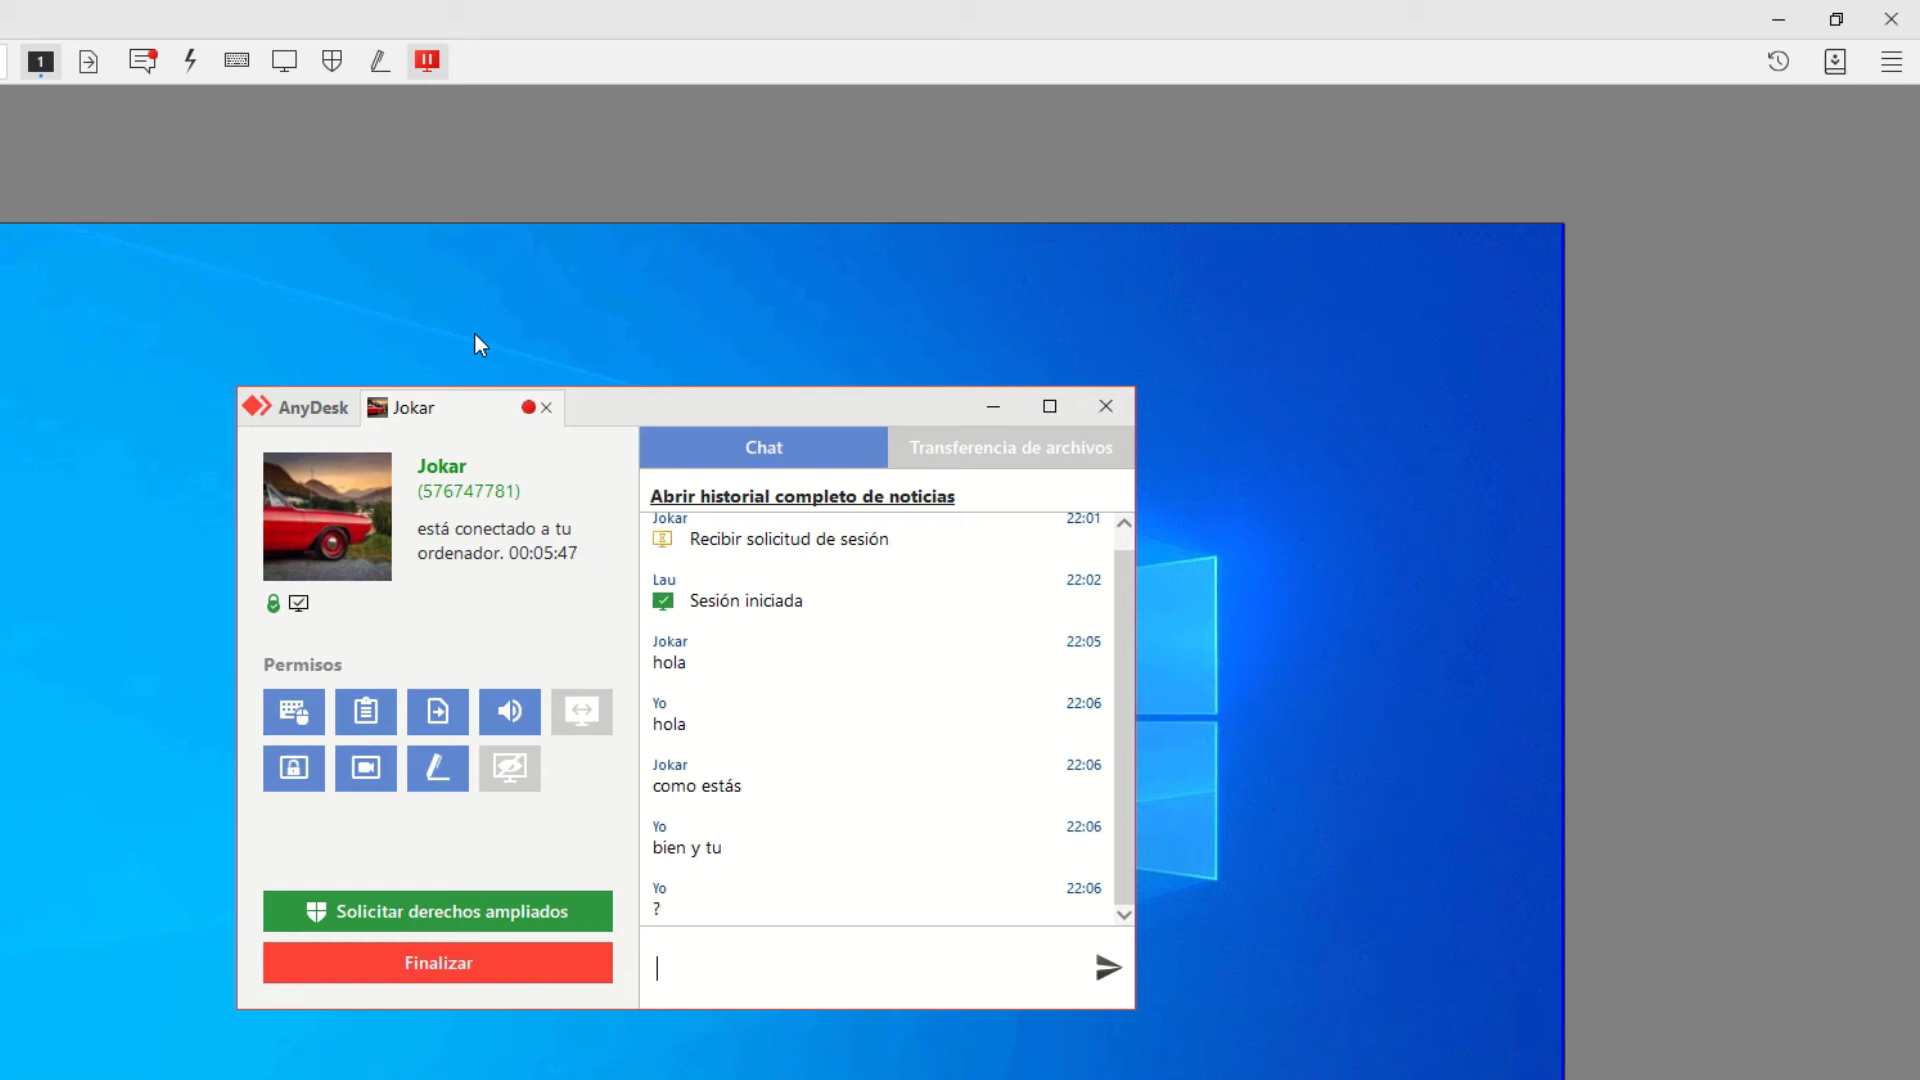 1
AnyDesk
Jokar
Jokar
(576747781)
está conectado a tu
ordenador. 00:05:47
Permisos
Solicitar derechos ampliados
Finalizar
Chat
Transferencia de archivos
Abrir historial completo de noticias
Jokar 22:01
Recibir solicitud de sesión
Lau 22:02
Sesión iniciada
Jokar 22:05
hola
Yo 22:06
hola
Jokar 22:06
como estás
Yo 22:06
bien y tu
Yo 22:06
?